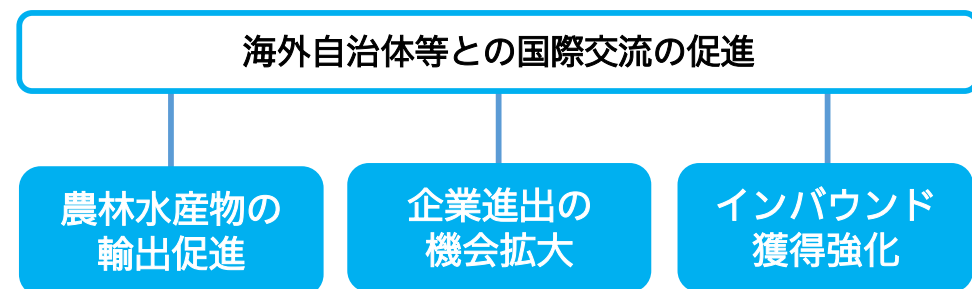 海外自治体等との国際交流の促進
農林水産物の
輸出促進
企業進出の
機会拡大
インバウンド
獲得強化